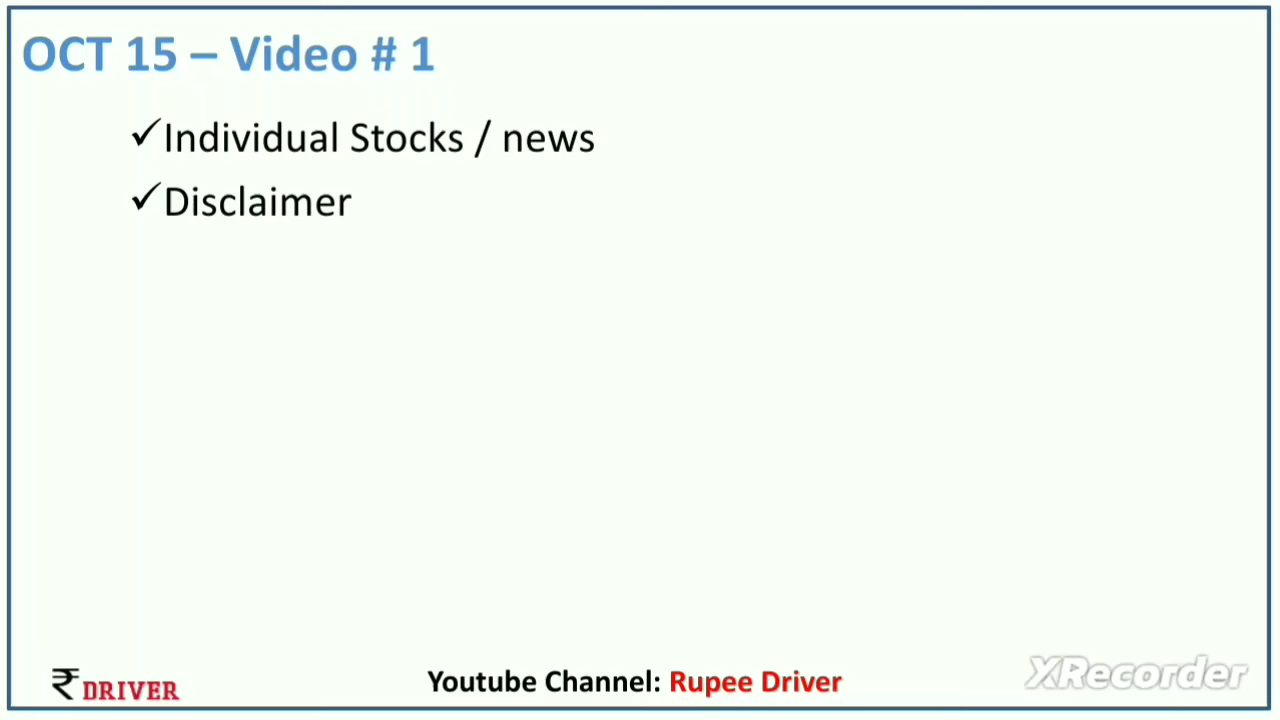 OCT 15 – Video # 1
✓Individual Stocks / news
✓Disclaimer
₹ DRIVER
Youtube Channel: Rupee Driver
XRecorder